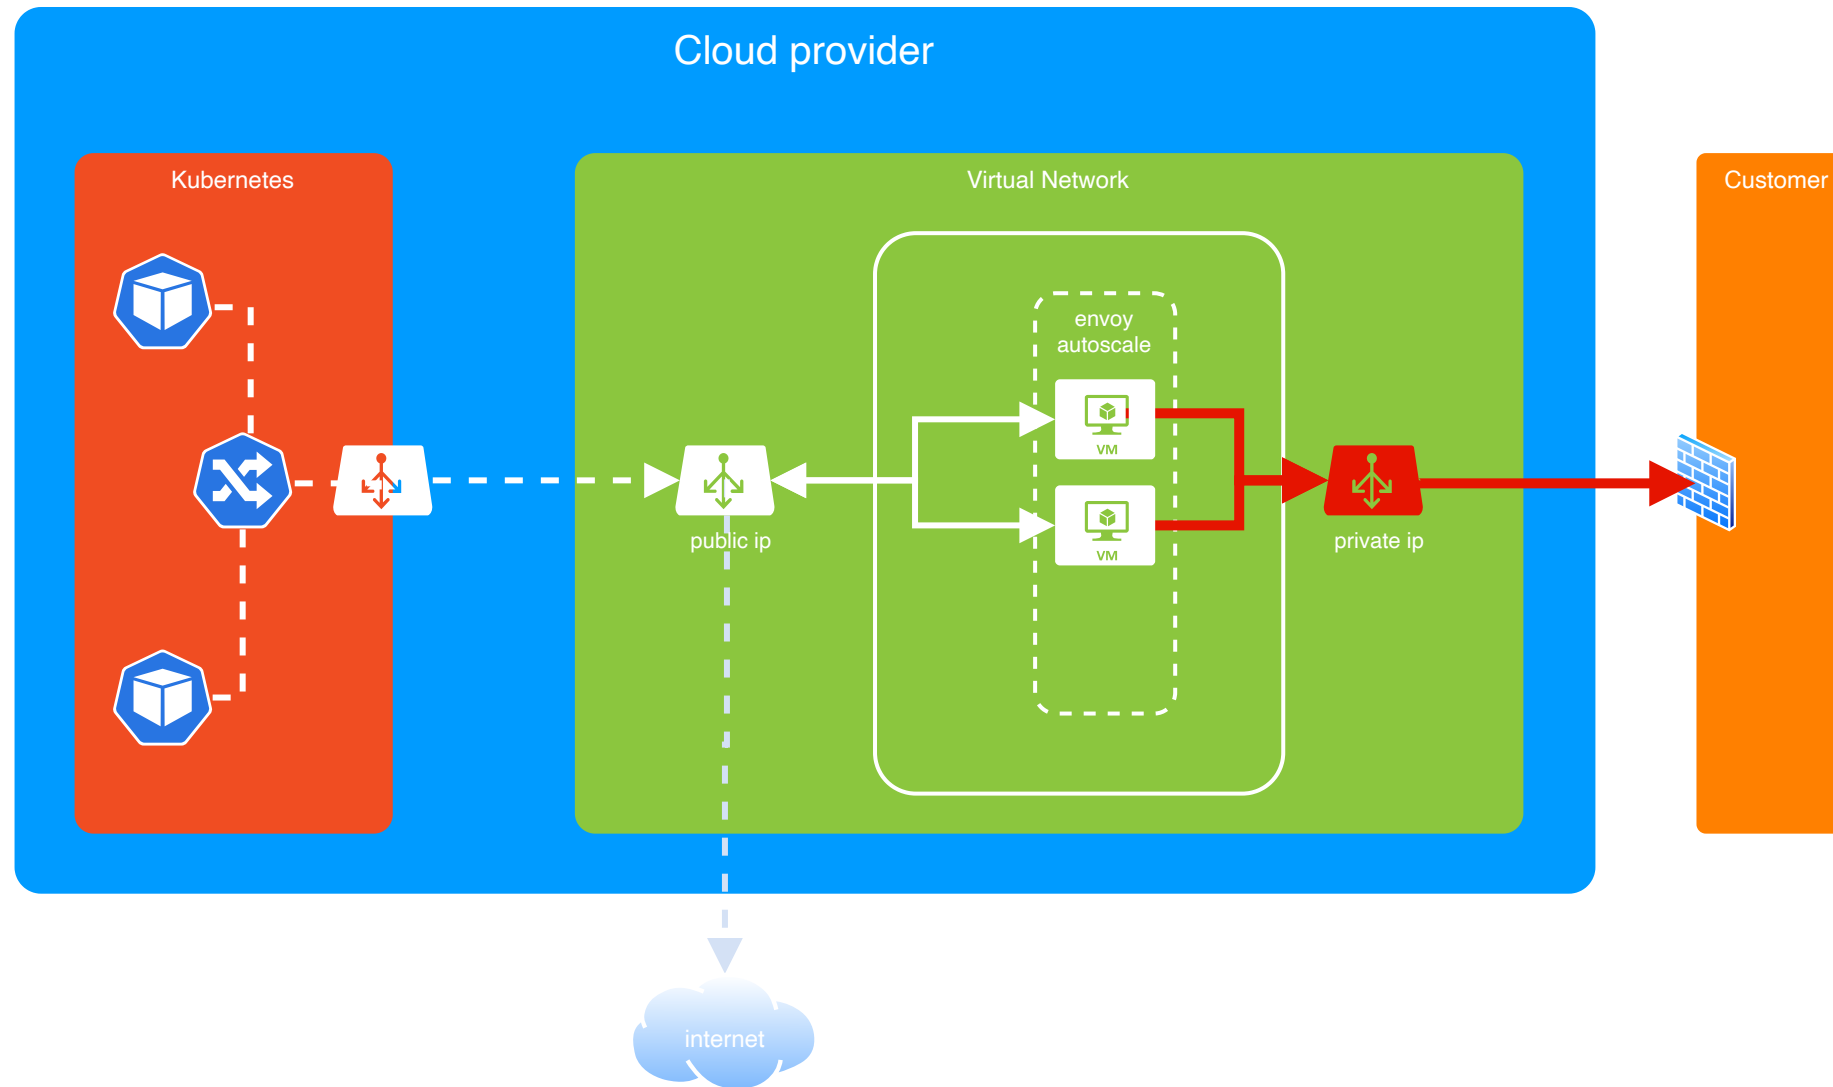 Cloud provider
Kubernetes
Virtual Network
Customer
envoy
autoscale
VM
VM
public ip
private ip
internet